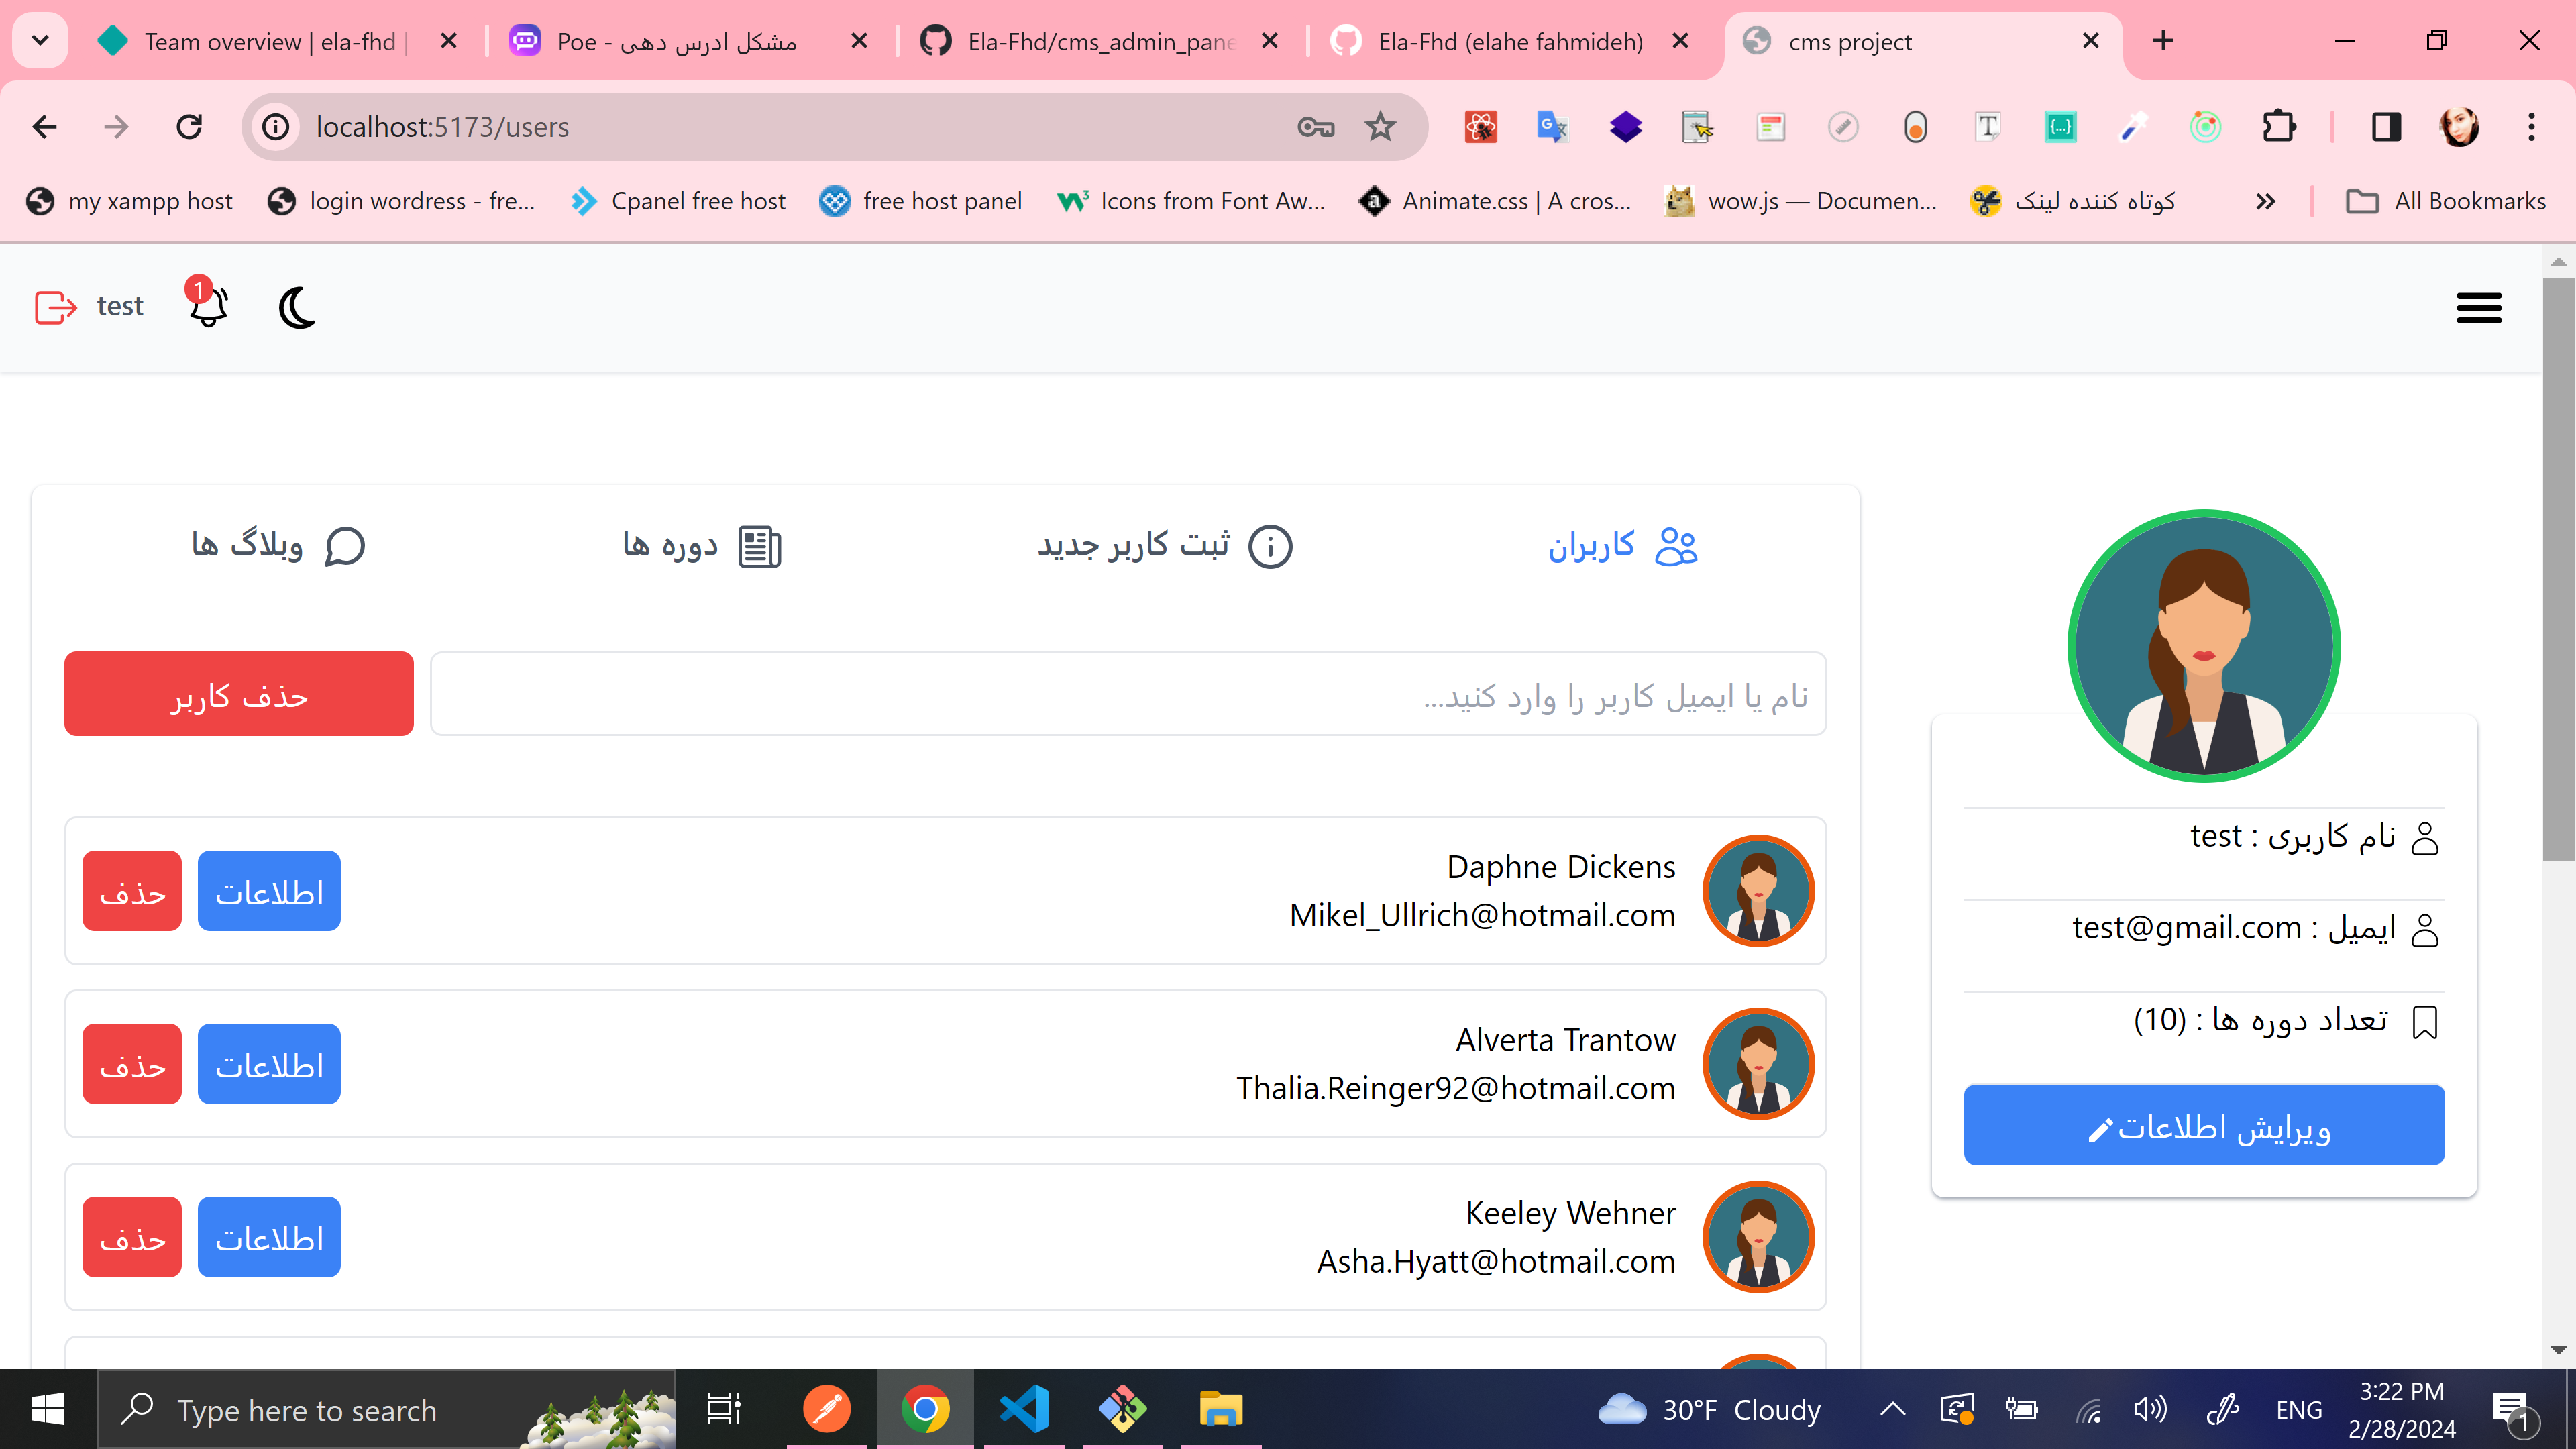 Team overview | ela-fhd |
Poe - مشکل ادرس دهی
Ela-Fhd/cms_admin_pane
Ela-Fhd (elahe fahmideh)
cms project
localhost:5173/users
my xampp host
login wordress - fre...
Cpanel free host
free host panel
Icons from Font Aw...
Animate.css | A cros...
wow.js — Documen...
کوتاه کننده لینک
All Bookmarks
test
1
کاربران
ثبت کاربر جدید
دوره ها
وبلاگ ها
نام یا ایمیل کاربر را وارد کنید...
حذف کاربر
Daphne Dickens
Mikel_Ullrich@hotmail.com
اطلاعات
حذف
Alverta Trantow
Thalia.Reinger92@hotmail.com
اطلاعات
حذف
Keeley Wehner
Asha.Hyatt@hotmail.com
اطلاعات
حذف
نام کاربری : test
ایمیل : test@gmail.com
تعداد دوره ها : (10)
ویرایش اطلاعات
Type here to search
30°F Cloudy
ENG
3:22 PM
2/28/2024
1